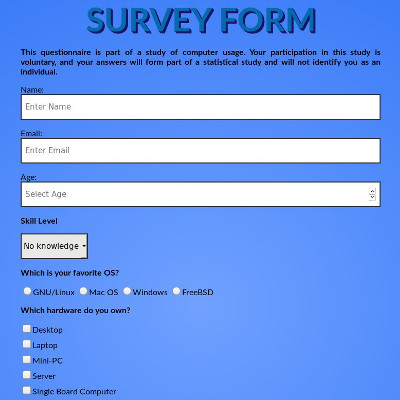 SURVEY FORM
This questionnaire is part of a study of computer usage. Your participation in this study is
voluntary, and your answers will form part of a statistical study and will not identify you as an
individual.
Name:
Enter Name
Email:
Enter Email
Age:
Select Age
Skill Level
No knowledge
Which is your favorite OS?
GNU/Linux Mac OS Windows FreeBSD
Which hardware do you own?
Desktop
Laptop
Mini-PC
Server
Single Board Computer